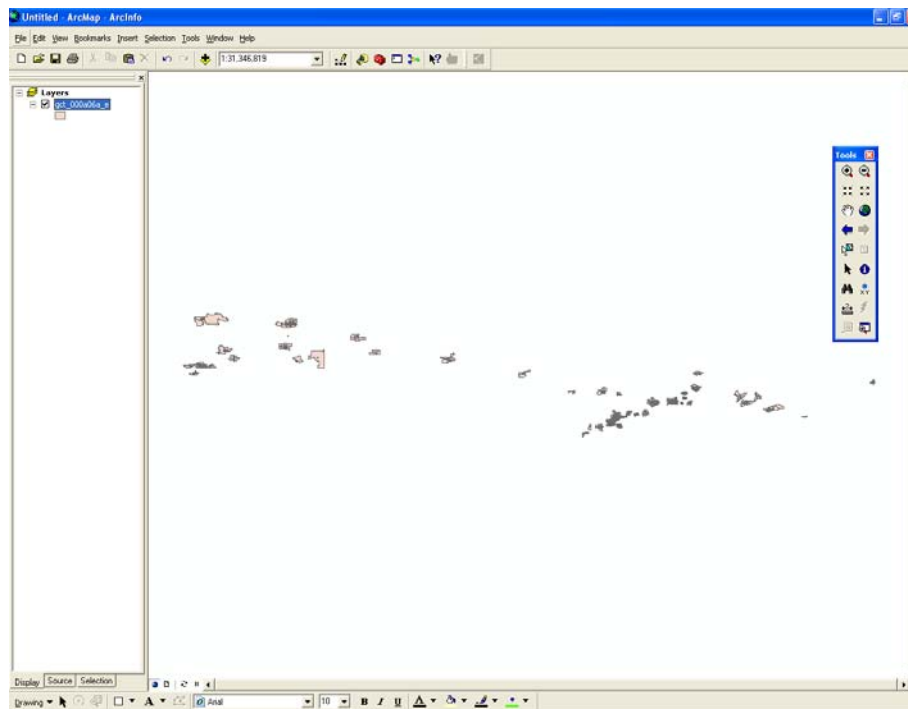 Untitled - ArcMap - ArcInfo
File Edit View Bookmarks Insert Selection Tools Window Help
1:31,346,819
Layers
gct_000a06a_e
Tools
XY
Display Source Selection
Drawing A Arial 10 B I U A